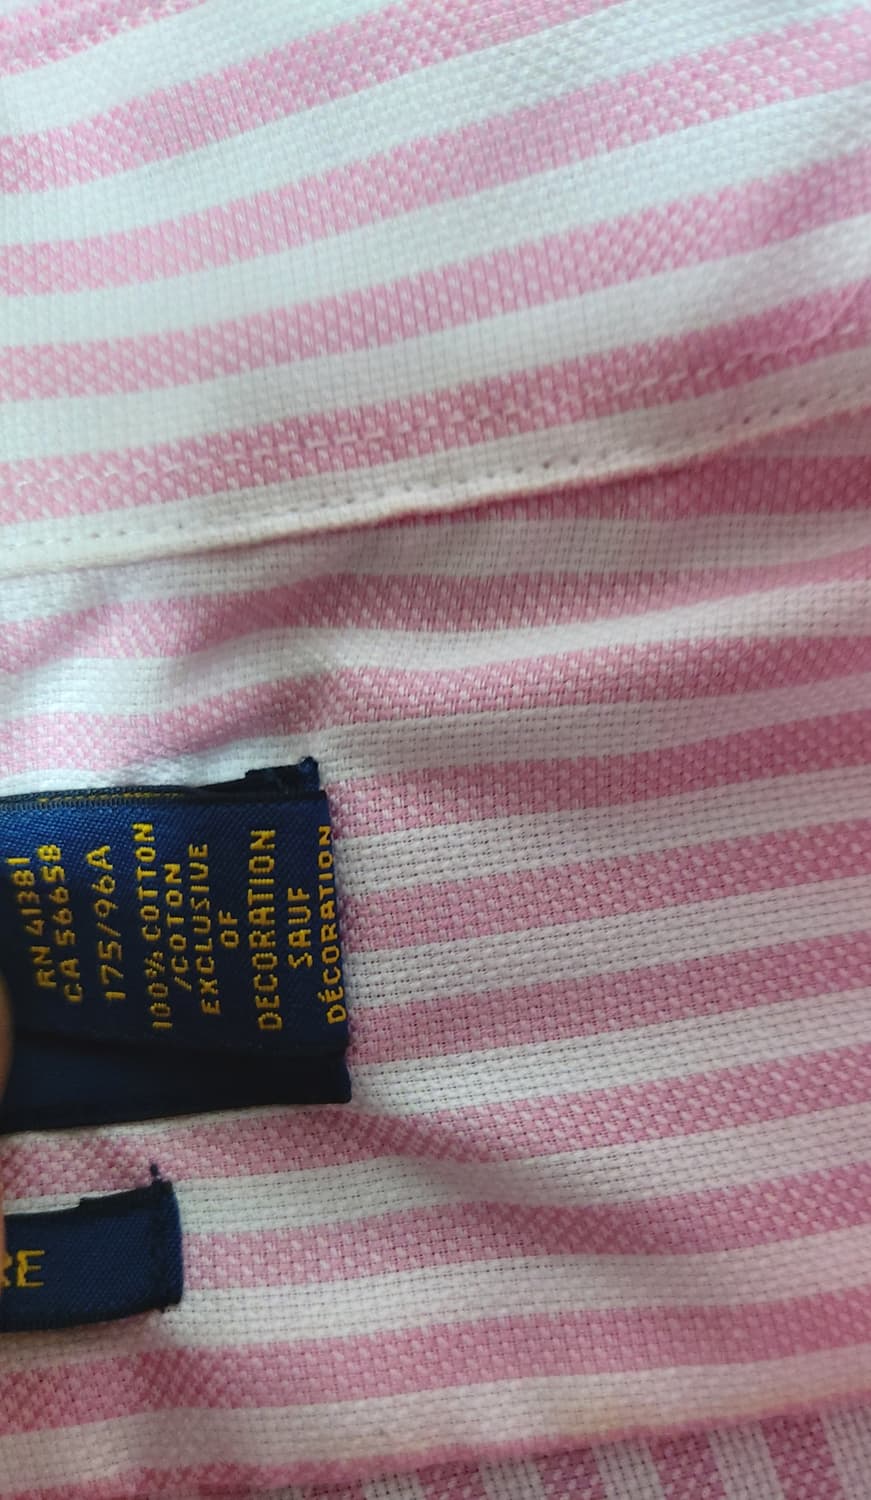 RN 41381
CA 56658
175/96A
100% COTTON
/COTON
EXCLUSIVE
OF
DECORATION
SAUF
DÉCORATION
E